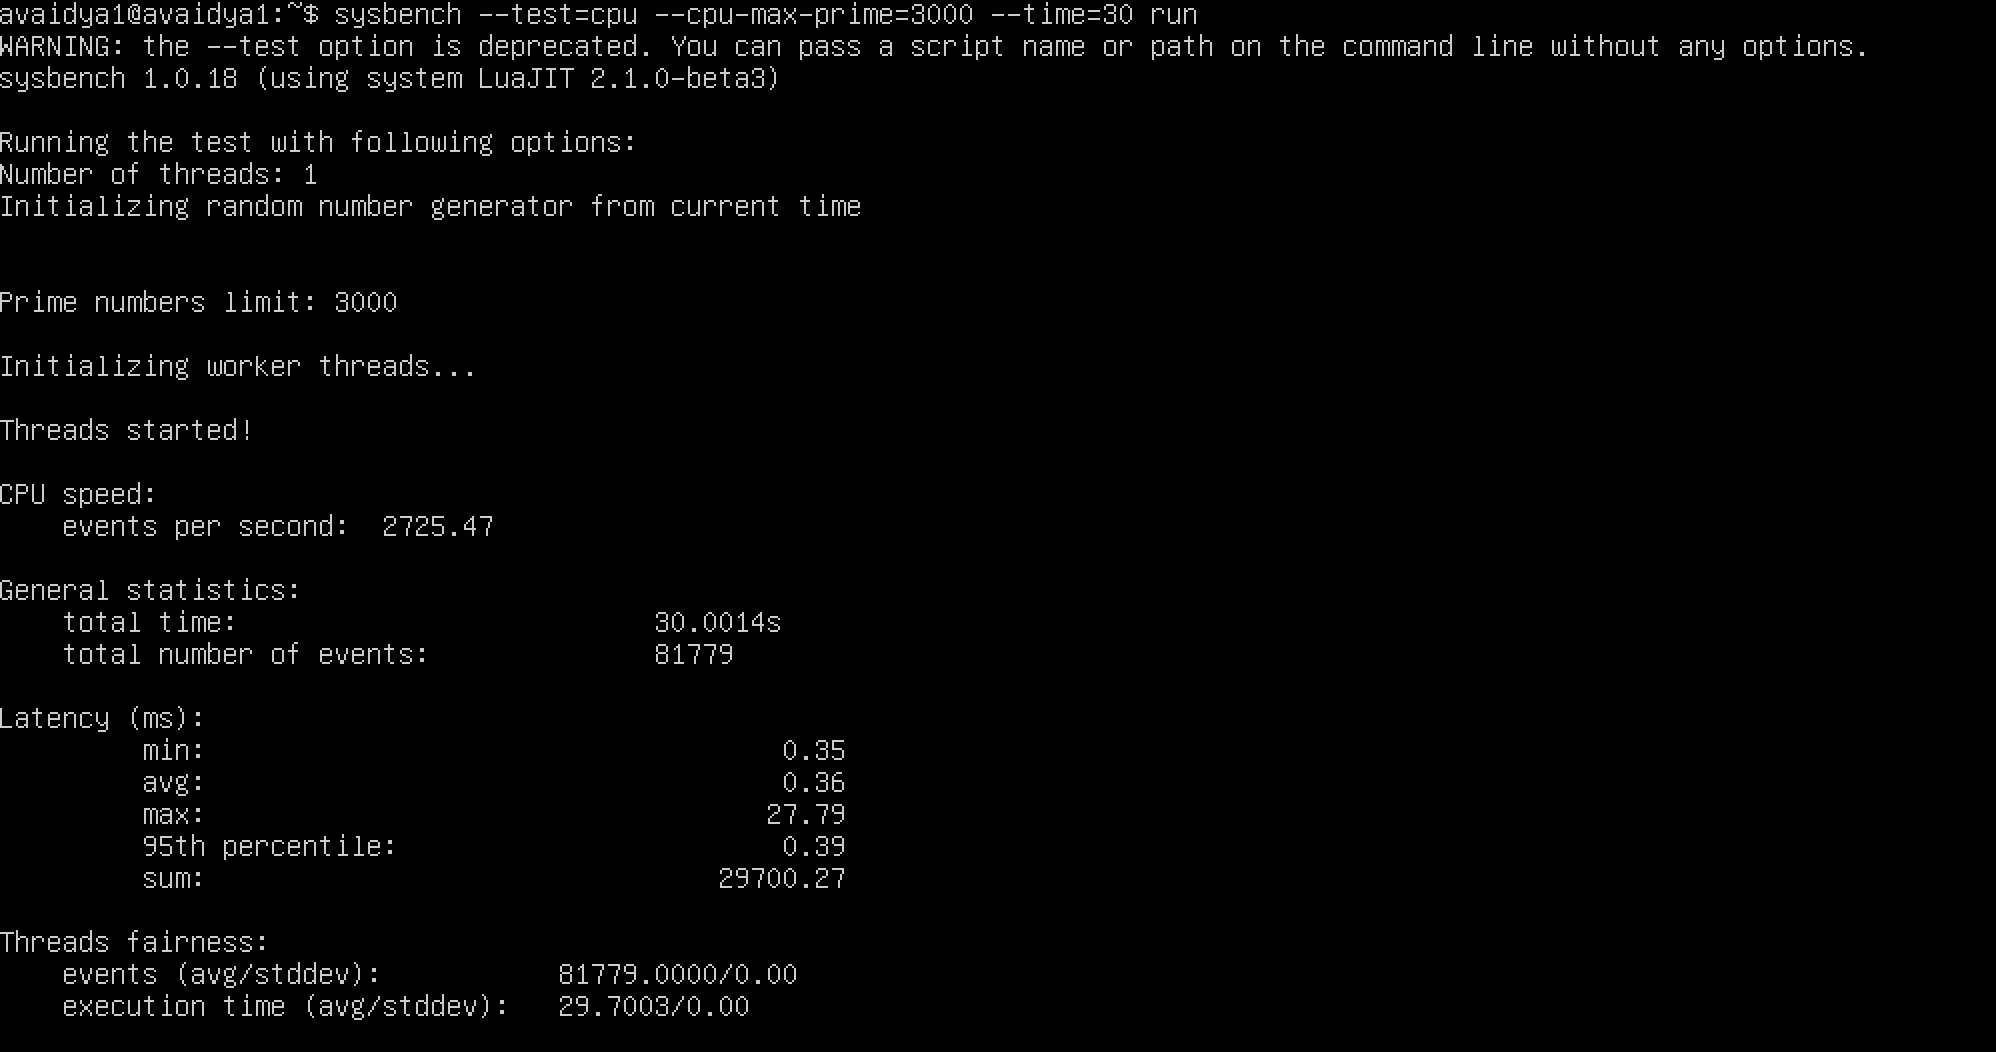 avaidya1@avaidya1:~$ sysbench --test=cpu --cpu-max-prime=3000 --time=30 run
WARNING: the --test option is deprecated. You can pass a script name or path on the command line without any options.
sysbench 1.0.18 (using system LuaJIT 2.1.0-beta3)
Running the test with following options:
Number of threads: 1
Initializing random number generator from current time
Prime numbers limit: 3000
Initializing worker threads...
Threads started!
CPU speed:
events per second: 2725.47
General statistics:
total time: 30.0014s
total number of events: 81779
Latency (ms):
min: 0.35
avg: 0.36
max: 27.79
95th percentile: 0.39
sum: 29700.27
Threads fairness:
events (avg/stddev): 81779.0000/0.00
execution time (avg/stddev): 29.7003/0.00